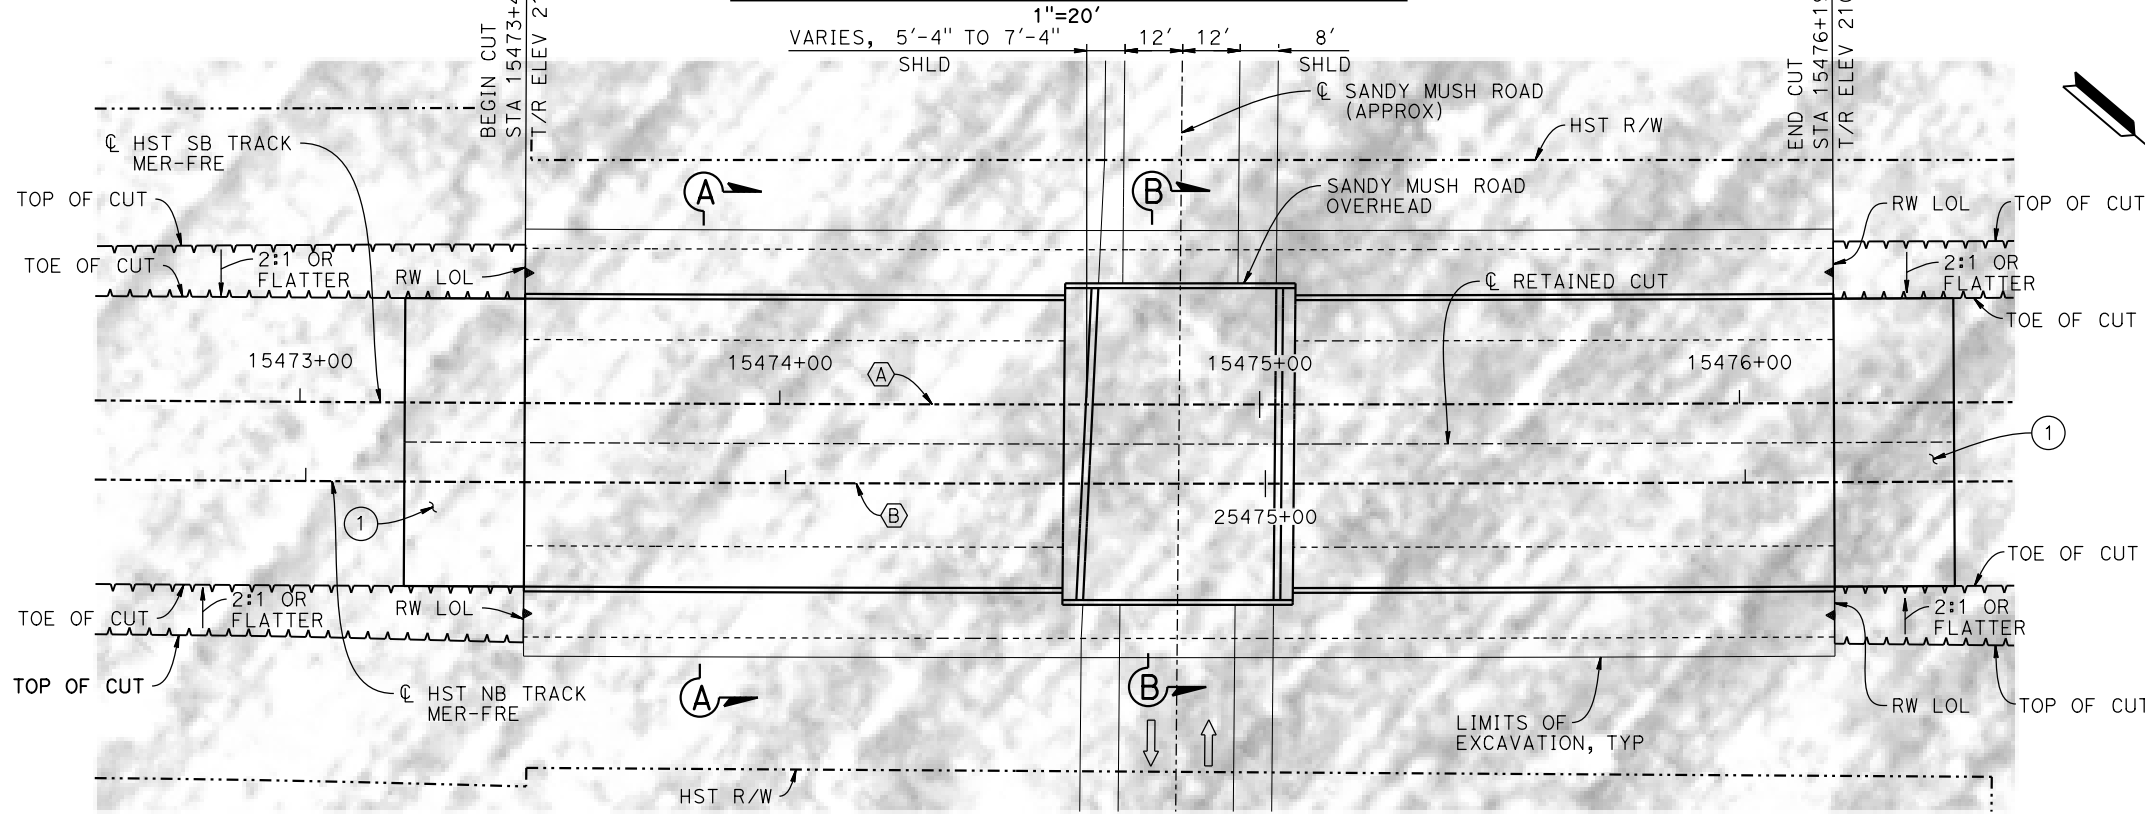 1"=20'
VARIES, 5'-4" TO 7'-4"
12' 12' 8'
SHLD
SHLD
BEGIN CUT
STA 15473+4
T/R ELEV 2
END CUT
STA 15476+19
T/R ELEV 210
℄ SANDY MUSH ROAD
(APPROX)
HST R/W
℄ HST SB TRACK
MER-FRE
A
B
SANDY MUSH ROAD
OVERHEAD
TOP OF CUT
RW LOL
TOP OF CUT
TOE OF CUT
2:1 OR
FLATTER
RW LOL
℄ RETAINED CUT
2:1 OR
FLATTER
TOE OF CUT
15473+00
15474+00
A
15475+00
15476+00
1
1
B
25475+00
TOE OF CUT
2:1 OR
FLATTER
RW LOL
TOE OF CUT
2:1 OR
FLATTER
TOP OF CUT
℄ HST NB TRACK
MER-FRE
A
B
RW LOL
TOP OF CUT
LIMITS OF
EXCAVATION, TYP
HST R/W